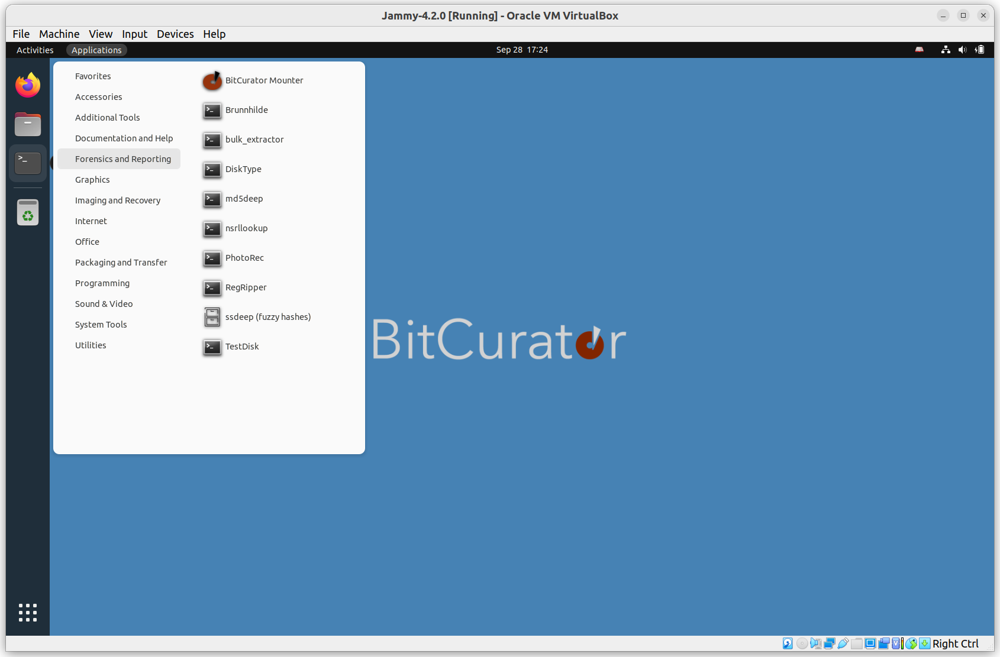 Jammy-4.2.0 [Running] - Oracle VM VirtualBox
File Machine View Input Devices Help
Activities Applications Sep 28 17:24
Favorites
Accessories
Additional Tools
Documentation and Help
Forensics and Reporting
Graphics
Imaging and Recovery
Internet
Office
Packaging and Transfer
Programming
Sound & Video
System Tools
Utilities
BitCurator Mounter
Brunnhilde
bulk_extractor
DiskType
md5deep
nsrllookup
PhotoRec
RegRipper
ssdeep (fuzzy hashes)
TestDisk
BitCurator
Right Ctrl